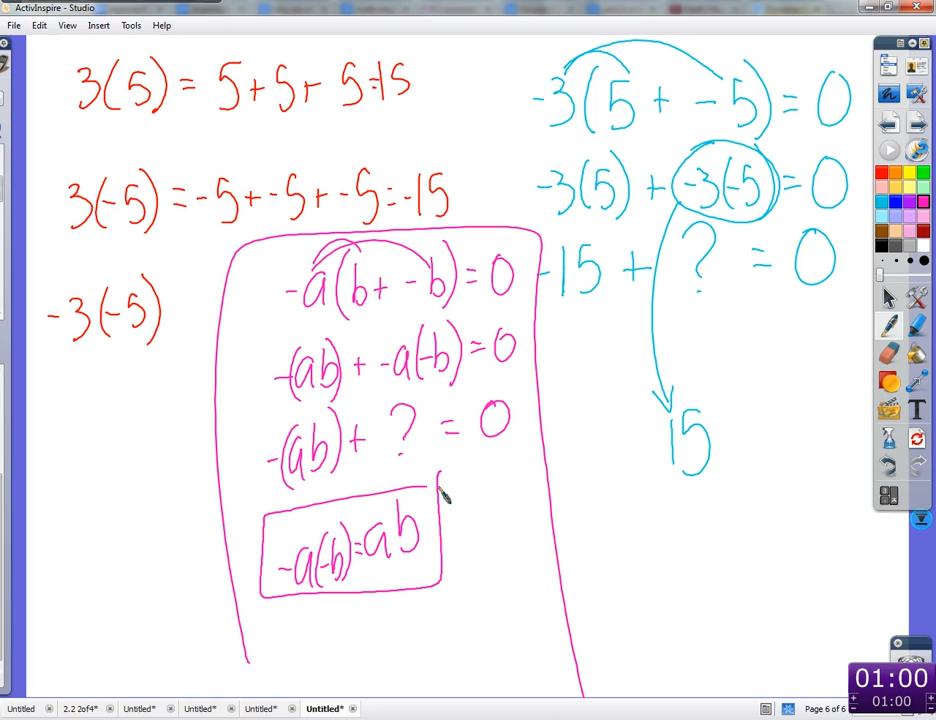 ActivInspire - Studio
File Edit View Insert Tools Help
3(5) = 5+5+5=15
3(-5) = -5+-5+-5=-15
-3(-5)
-3(5 + -5) = 0
-3(5) + -3(-5) = 0
-15 + ? = 0
15
-a(b+ -b)=0
-(ab) + -a(-b)=0
-(ab)+ ? = 0
-a(-b)=ab
T
01:00
01:00
Untitled 2.2 2of4* Untitled* Untitled* Untitled* Untitled* Page 6 of 6